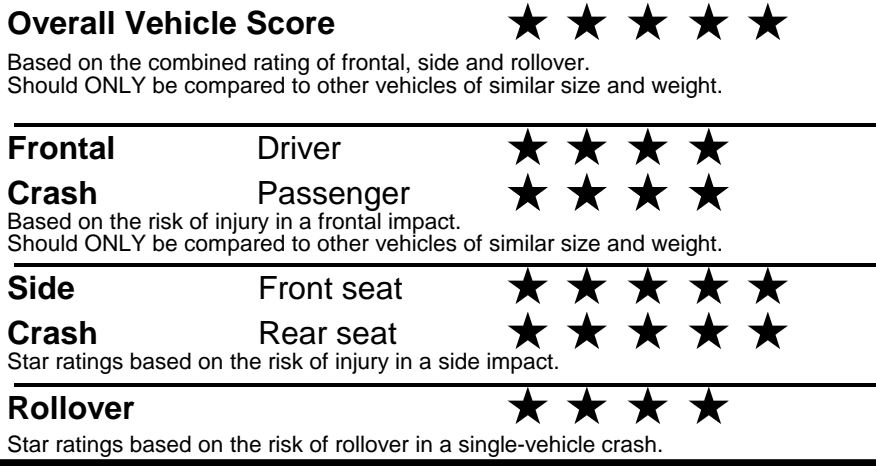 Overall Vehicle Score ★ ★ ★ ★ ★
Based on the combined rating of frontal, side and rollover.
Should ONLY be compared to other vehicles of similar size and weight.
Frontal Driver ★ ★ ★ ★
Crash Passenger ★ ★ ★ ★
Based on the risk of injury in a frontal impact.
Should ONLY be compared to other vehicles of similar size and weight.
Side Front seat ★ ★ ★ ★ ★
Crash Rear seat ★ ★ ★ ★ ★
Star ratings based on the risk of injury in a side impact.
Rollover ★ ★ ★ ★
Star ratings based on the risk of rollover in a single-vehicle crash.